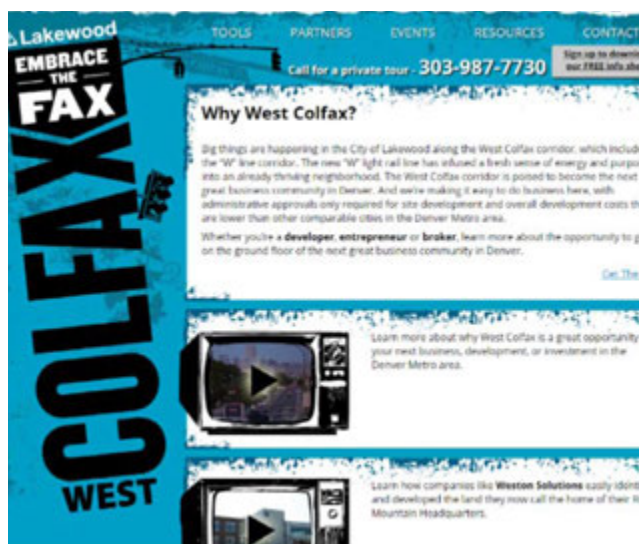 Lakewood
EMBRACE
THE
FAX
WEST COLFAX
TOOLS PARTNERS EVENTS RESOURCES CONTACT
Call for a private tour - 303-987-7730
Sign up to downl
our FREE info sh
Why West Colfax?
Big things are happening in the City of Lakewood along the West Colfax corridor, which includ
the "W" line corridor. The new "W" light rail line has infused a fresh sense of energy and purpo
into an already thriving neighborhood. The West Colfax corridor is poised to become the next
great business community in Denver. And we're making it easy to do business here, with
administrative approvals only required for site development and overall development costs th
are lower than other comparable cities in the Denver Metro area.
Whether you're a developer, entrepreneur or broker, learn more about the opportunity to g
on the ground floor of the next great business community in Denver.
Get The
Learn more about why West Colfax is a great opportunity
your next business, development, or investment in the
Denver Metro area.
Learn how companies like Weston Solutions easily identi
and developed the land they now call the home of their
Mountain Headquarters.